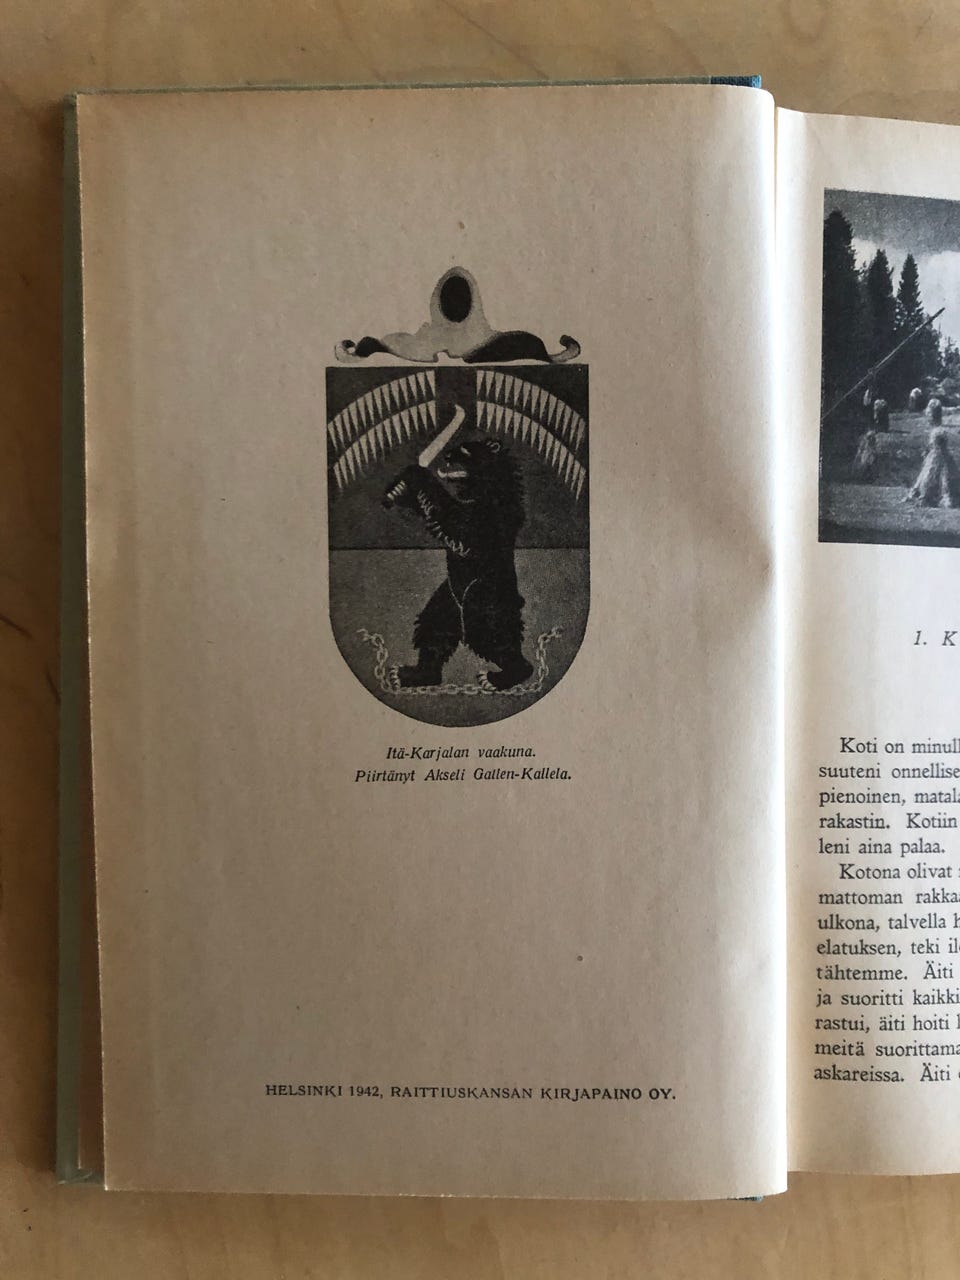 Itä-Karjalan vaakuna.
Piirtänyt Akseli Gallen-Kallela.
HELSINKI 1942, RAITTIUSKANSAN KIRJAPAINO OY.
1. K
Koti on minull
suuteni onnellise
pienoinen, matala
rakastin. Kotiin
leni aina palaa.
Kotona olivat
mattoman rakkaa
ulkona, talvella h
elatuksen, teki ilo
tähtemme. Äiti
ja suoritti kaikki
rastui, äiti hoiti
meitä suorittama
askareissa. Äiti